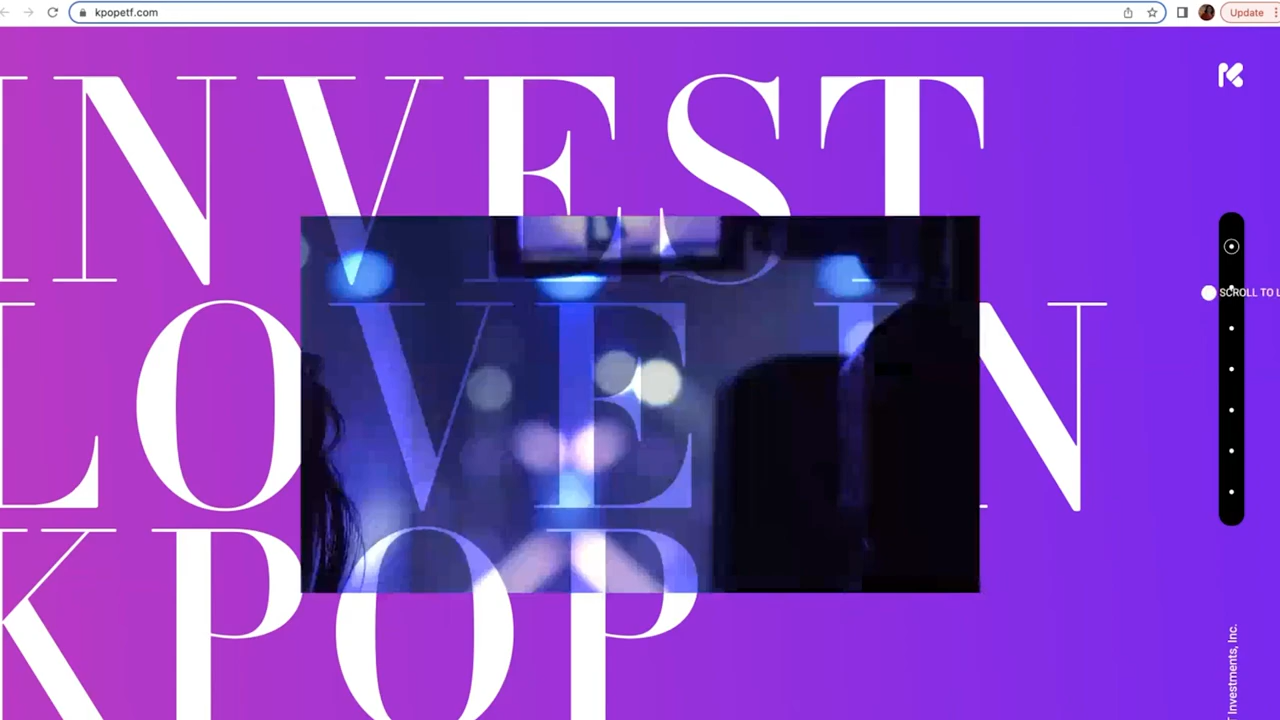 kpopetf.com
Update
INVEST
LOVE IN
KPOP
SCROLL TO
Investments, Inc.